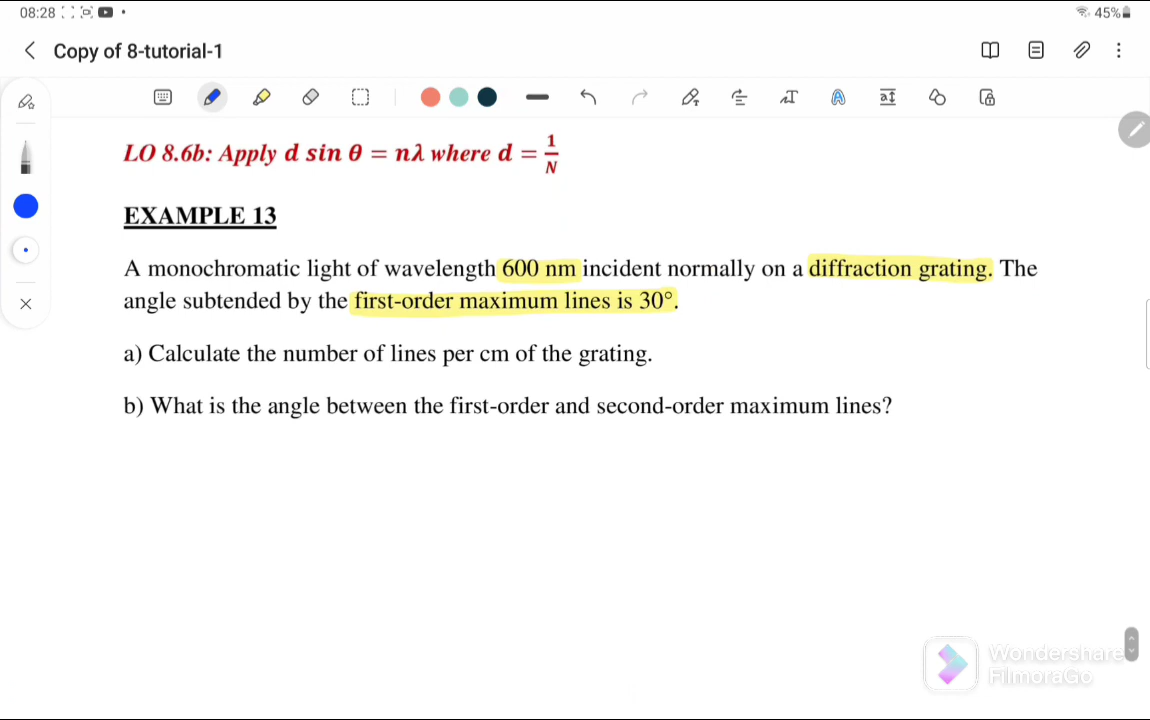 08:28
45%
Copy of 8-tutorial-1
LO 8.6b: Apply d sin θ = nλ where d = 1/N
EXAMPLE 13
A monochromatic light of wavelength 600 nm incident normally on a diffraction grating. The
angle subtended by the first-order maximum lines is 30°.
a) Calculate the number of lines per cm of the grating.
b) What is the angle between the first-order and second-order maximum lines?
Wondershare
FilmoraGo